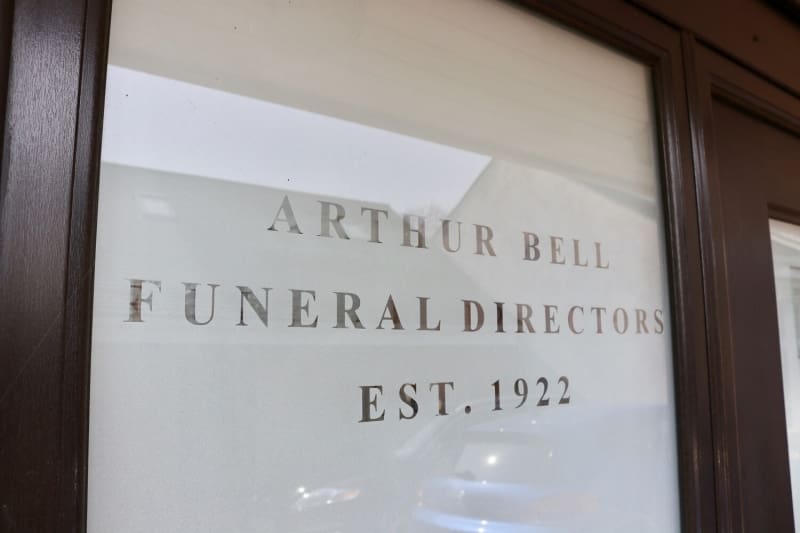 ARTHUR BELL
FUNERAL DIRECTORS
EST. 1922